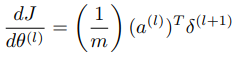 dJ/dθ^(l) = (1/m) (a^(l))^T δ^(l+1)